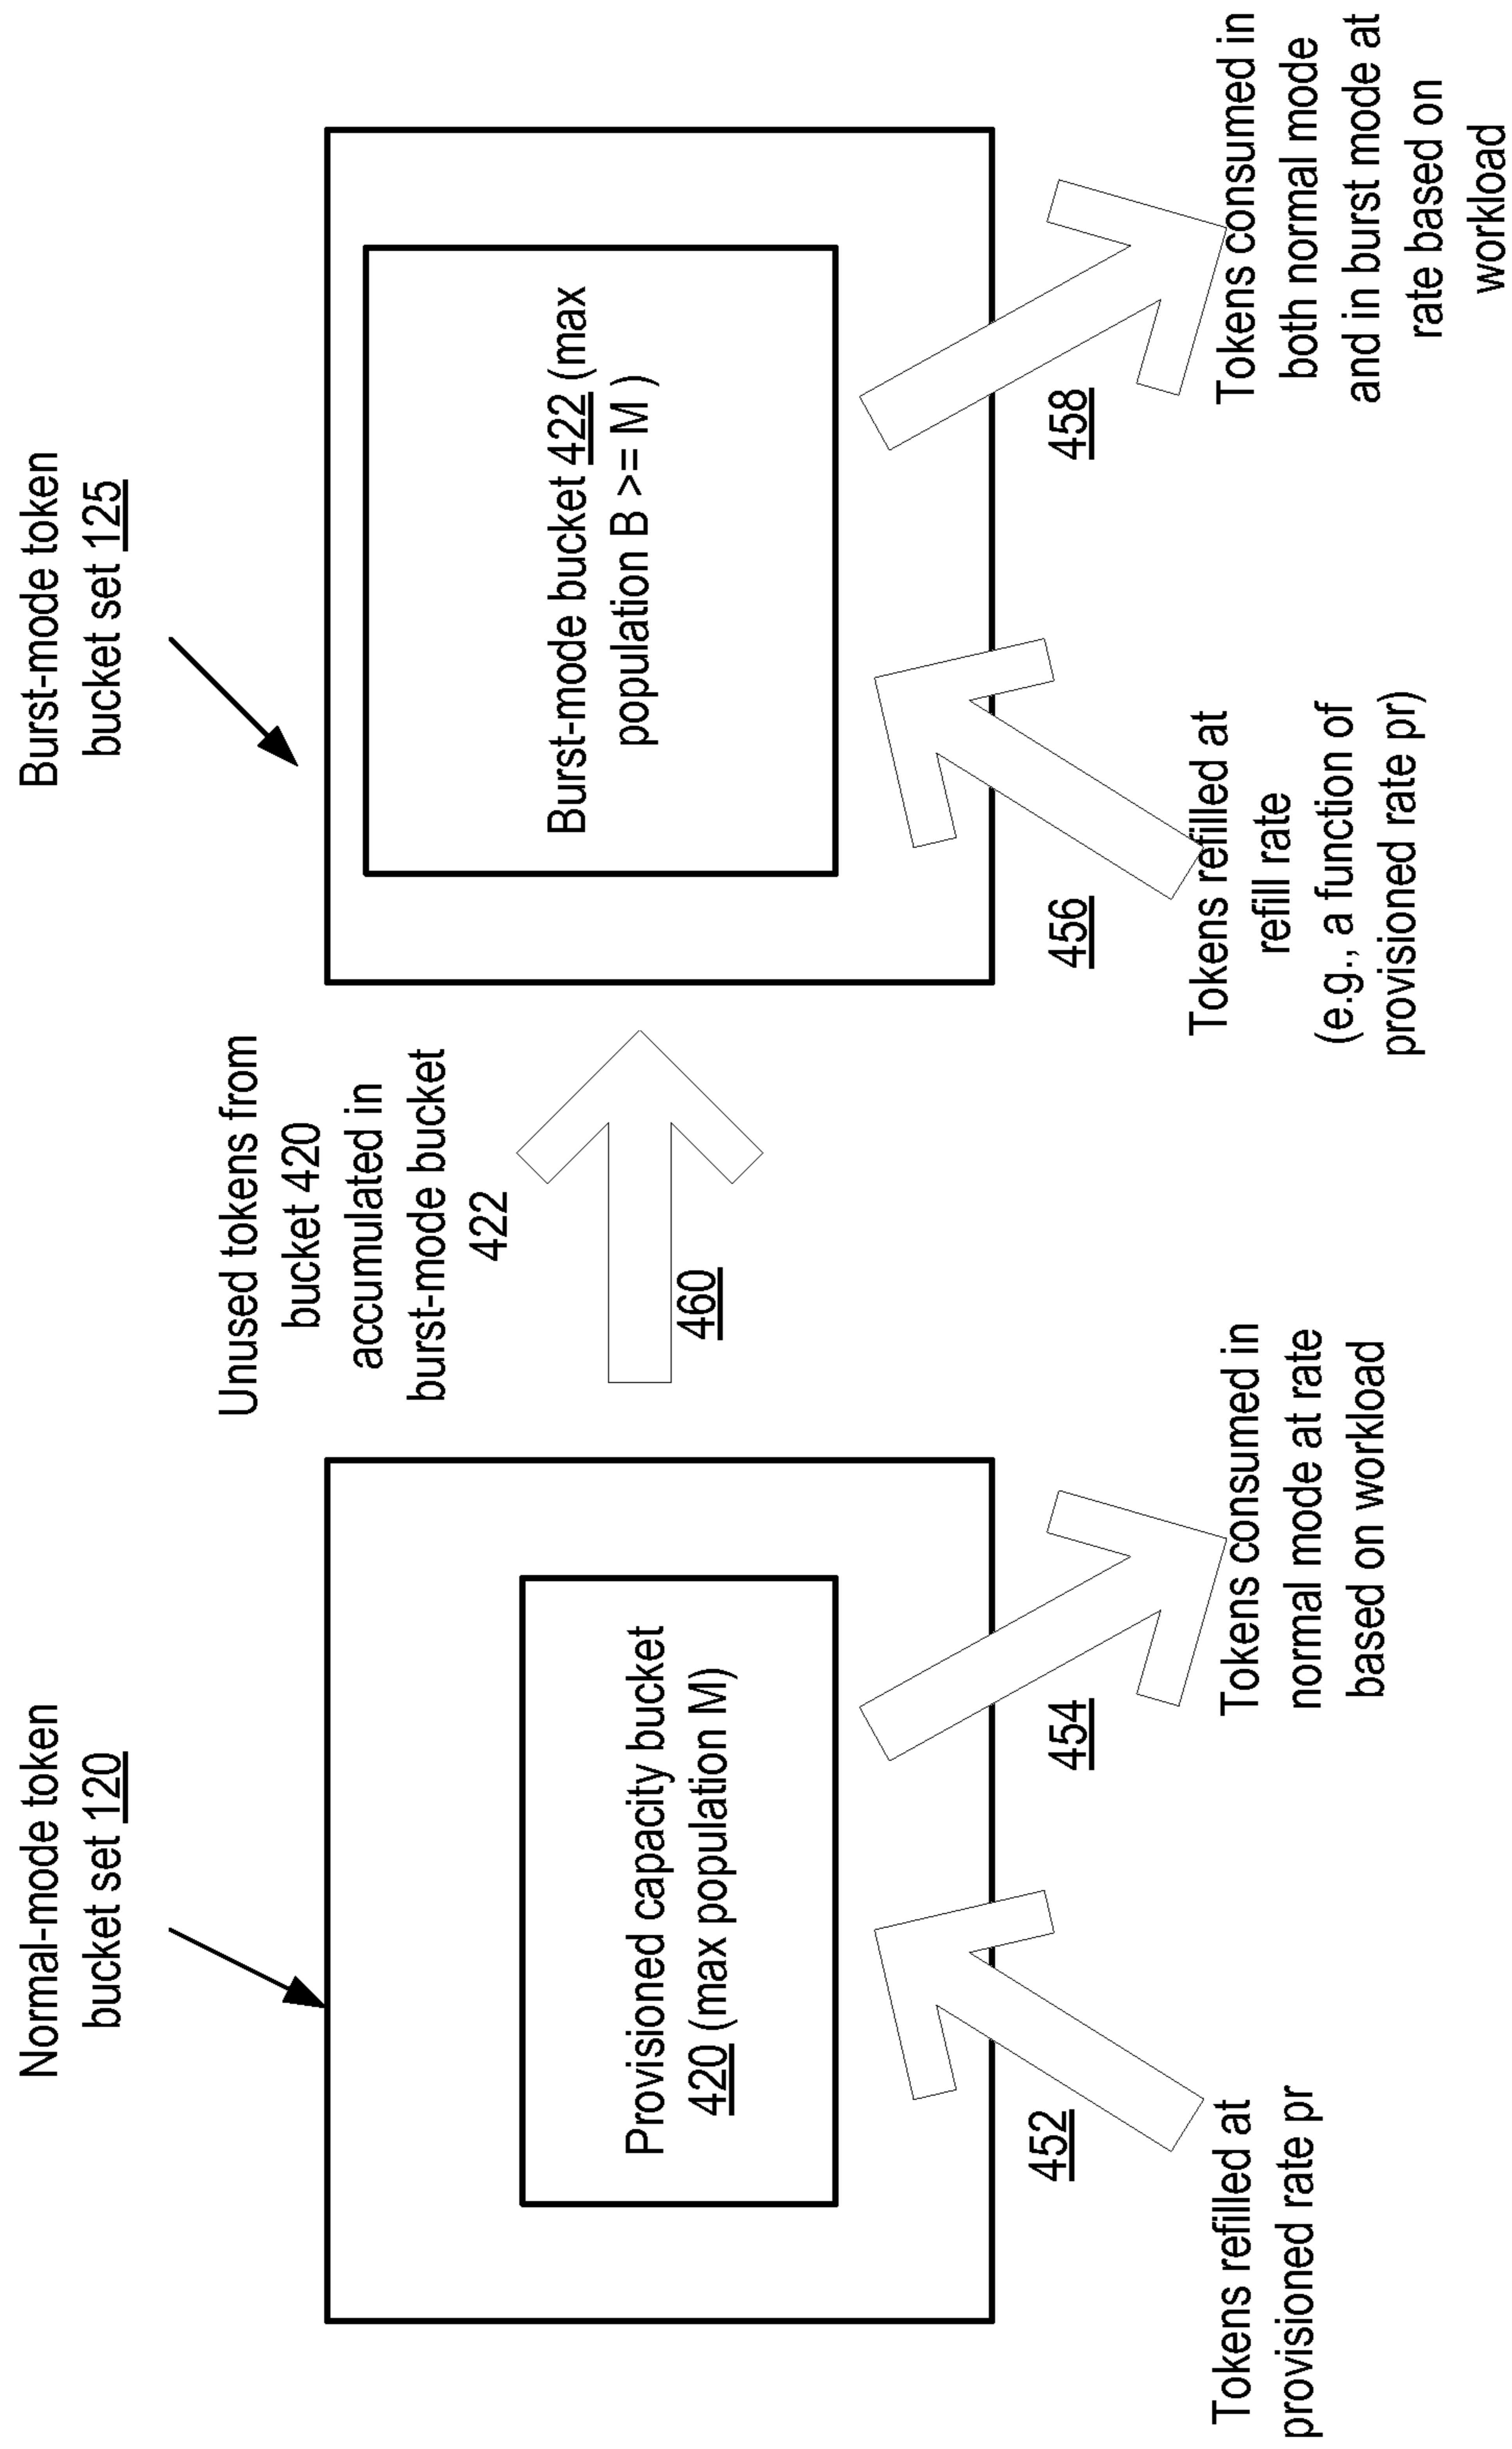 Normal-mode token
bucket set 120
Burst-mode token
bucket set 125
Unused tokens from
bucket 420
accumulated in
burst-mode bucket
422
Provisioned capacity bucket
420 (max population M)
Burst-mode bucket 422 (max
population B >= M )
460
452
454
456
458
Tokens refilled at
provisioned rate pr
Tokens consumed in
normal mode at rate
based on workload
Tokens refilled at
refill rate
(e.g., a function of
provisioned rate pr)
Tokens consumed in
both normal mode
and in burst mode at
rate based on
workload